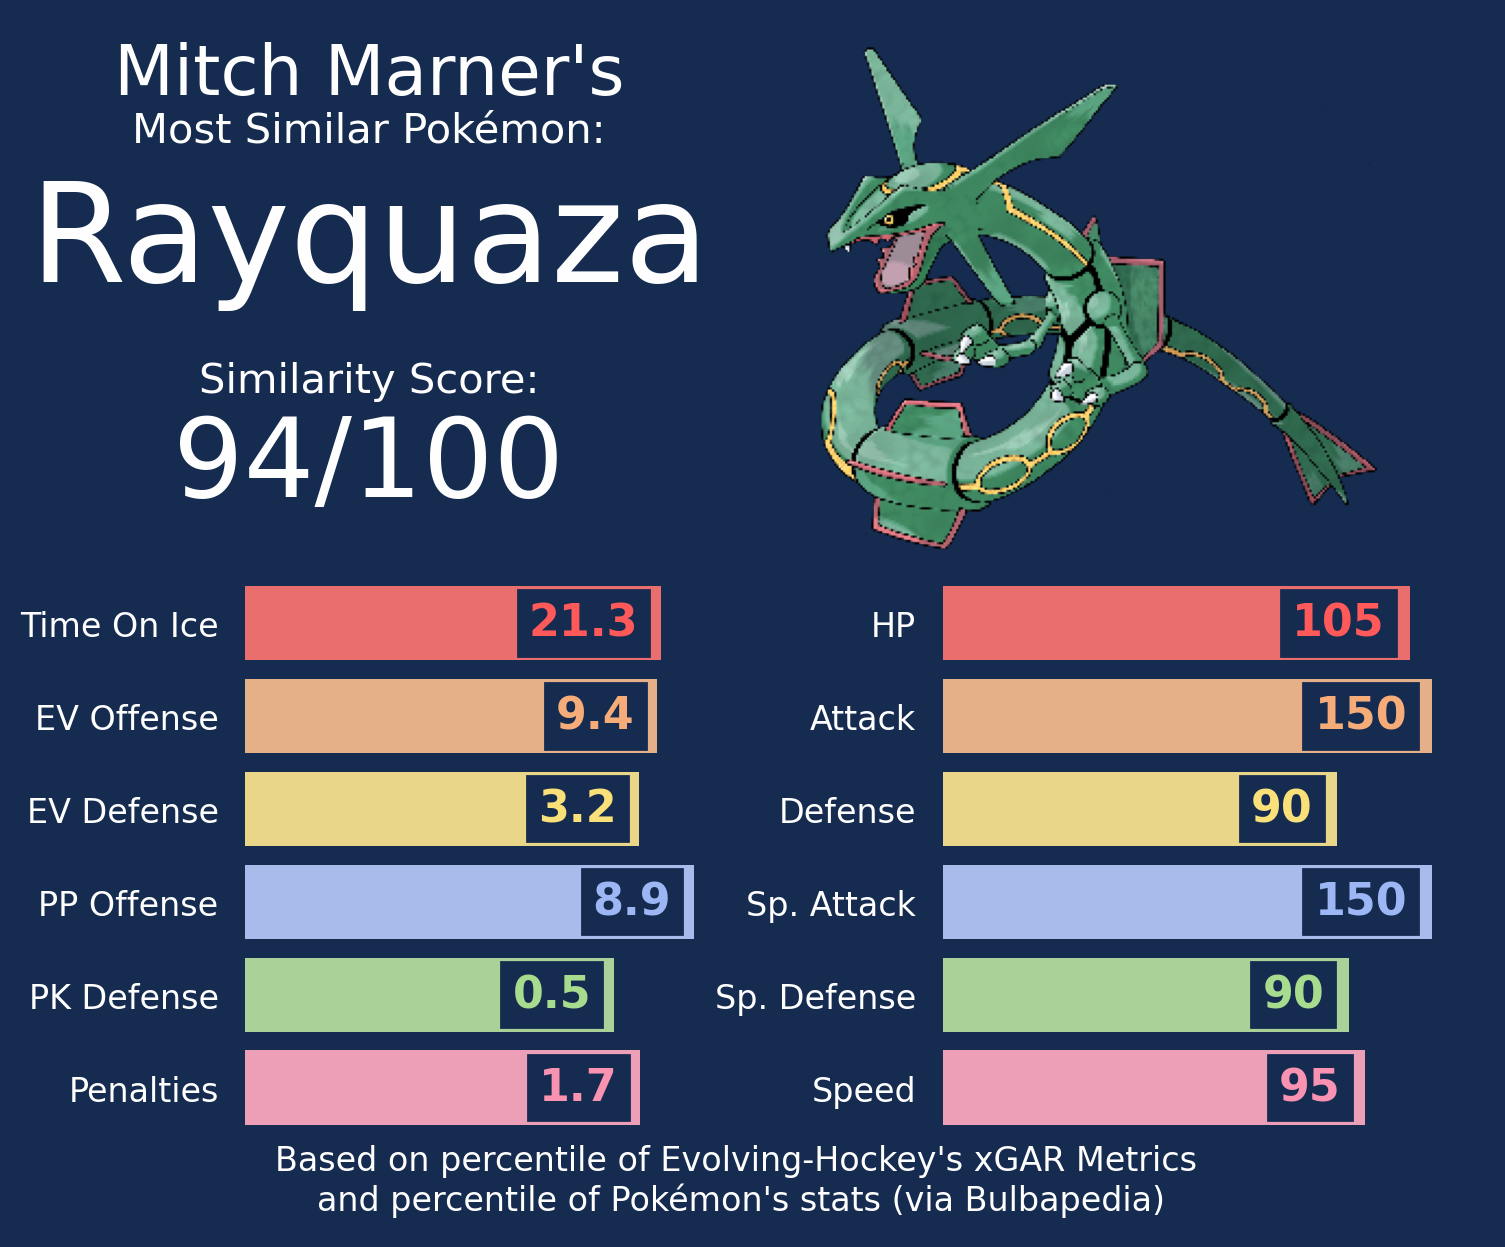 Mitch Marner's
Most Similar Pokémon:
Rayquaza
Similarity Score:
94/100
Time On Ice 21.3
EV Offense 9.4
EV Defense 3.2
PP Offense 8.9
PK Defense 0.5
Penalties 1.7
HP 105
Attack 150
Defense 90
Sp. Attack 150
Sp. Defense 90
Speed 95
Based on percentile of Evolving-Hockey's xGAR Metrics
and percentile of Pokémon's stats (via Bulbapedia)